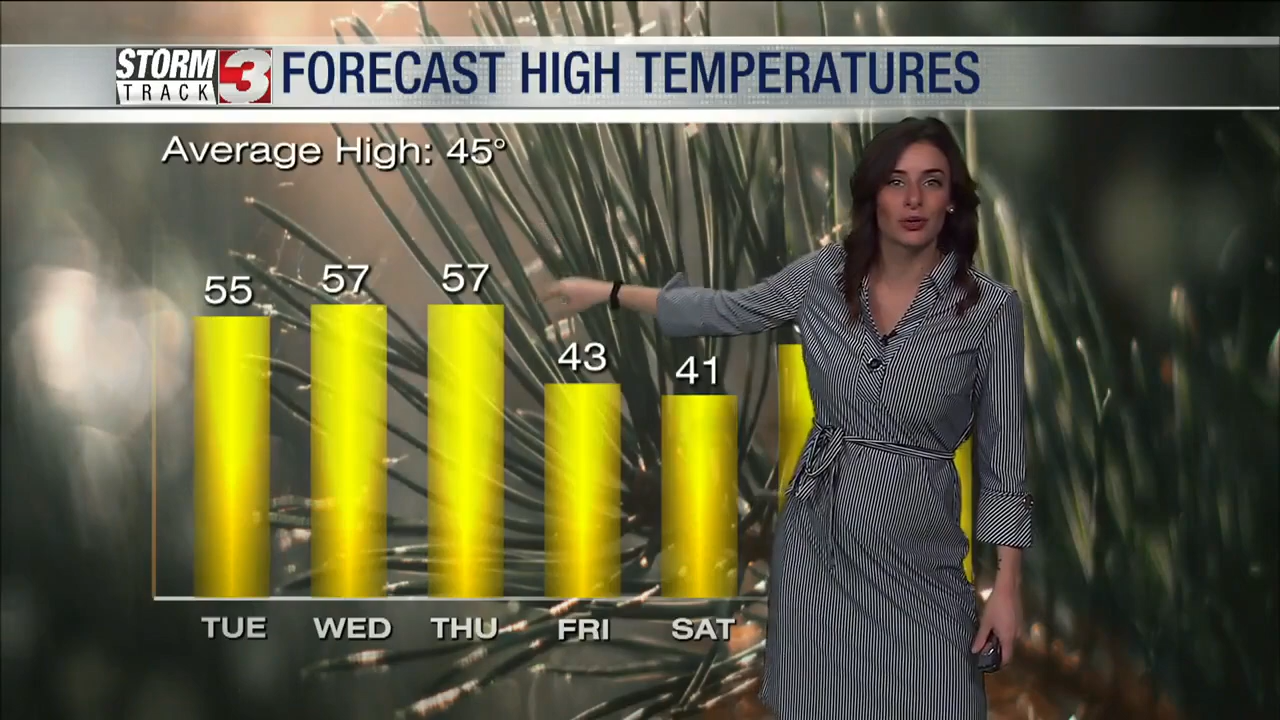 STORM TRACK 3 FORECAST HIGH TEMPERATURES
Average High: 45°
55 57 57 43 41
TUE WED THU FRI SAT